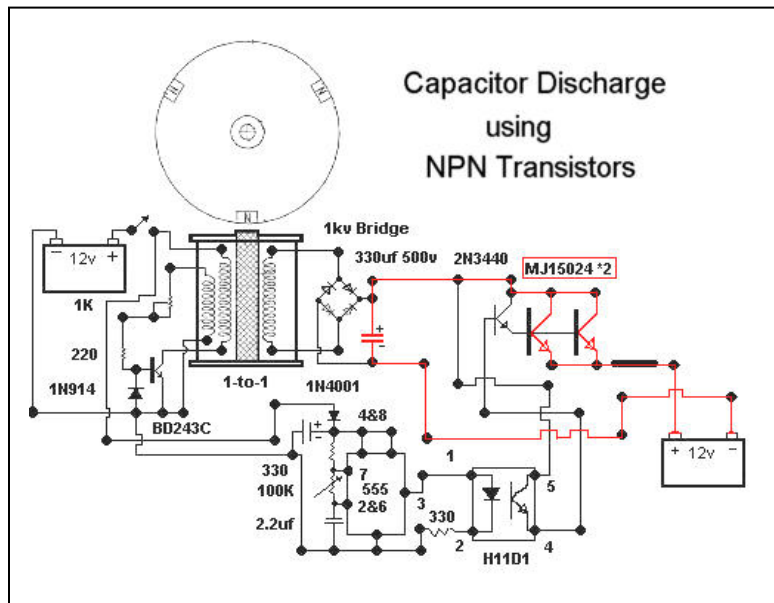 Capacitor Discharge
using
NPN Transistors
N
N
N
1kv Bridge
330uf 500v
2N3440
MJ15024 *2
- 12v +
1K
220
1N914
BD243C
1-to-1
1N4001
+
-
+
-
4&8
330
100K
2.2uf
7
555
2&6
3
330
1
2
5
4
H11D1
+ 12v -